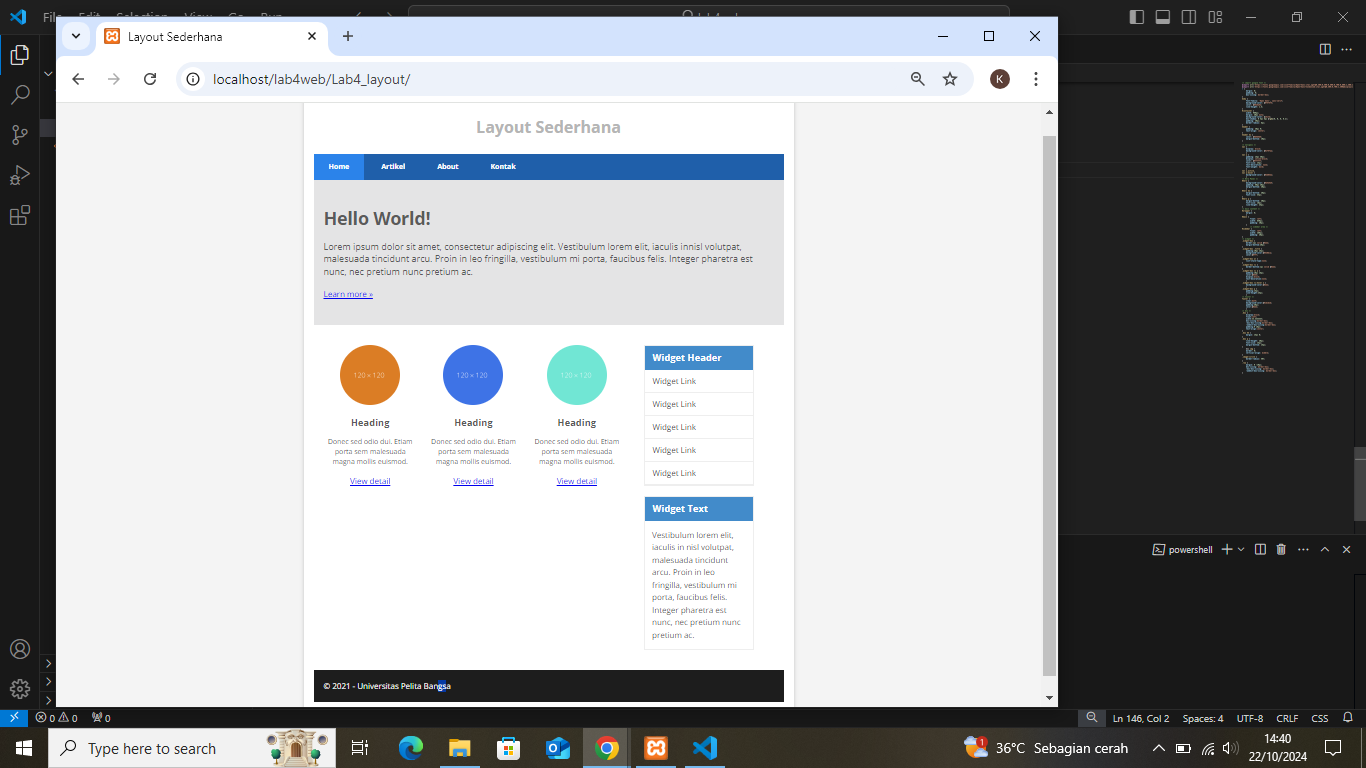 Layout Sederhana
localhost/lab4web/Lab4_layout/
K
Layout Sederhana
Home Artikel About Kontak
Hello World!
Lorem ipsum dolor sit amet, consectetur adipiscing elit. Vestibulum lorem elit, iaculis innisl volutpat,
malesuada tincidunt arcu. Proin in leo fringilla, vestibulum mi porta, faucibus felis. Integer pharetra est
nunc, nec pretium nunc pretium ac.
Learn more »
120 × 120 120 × 120 120 × 120
Heading Heading Heading
Donec sed odio dui. Etiam
porta sem malesuada
magna mollis euismod.
View detail
Donec sed odio dui. Etiam
porta sem malesuada
magna mollis euismod.
View detail
Donec sed odio dui. Etiam
porta sem malesuada
magna mollis euismod.
View detail
Widget Header
Widget Link
Widget Link
Widget Link
Widget Link
Widget Link
Widget Text
Vestibulum lorem elit,
iaculis in nisl volutpat,
malesuada tincidunt
arcu. Proin in leo
fringilla, vestibulum mi
porta, faucibus felis.
Integer pharetra est
nunc, nec pretium nunc
pretium ac.
© 2021 - Universitas Pelita Bangsa
powershell
0 0 0 Ln 146, Col 2 Spaces: 4 UTF-8 CRLF CSS
Type here to search
1 36°C Sebagian cerah
14:40
22/10/2024